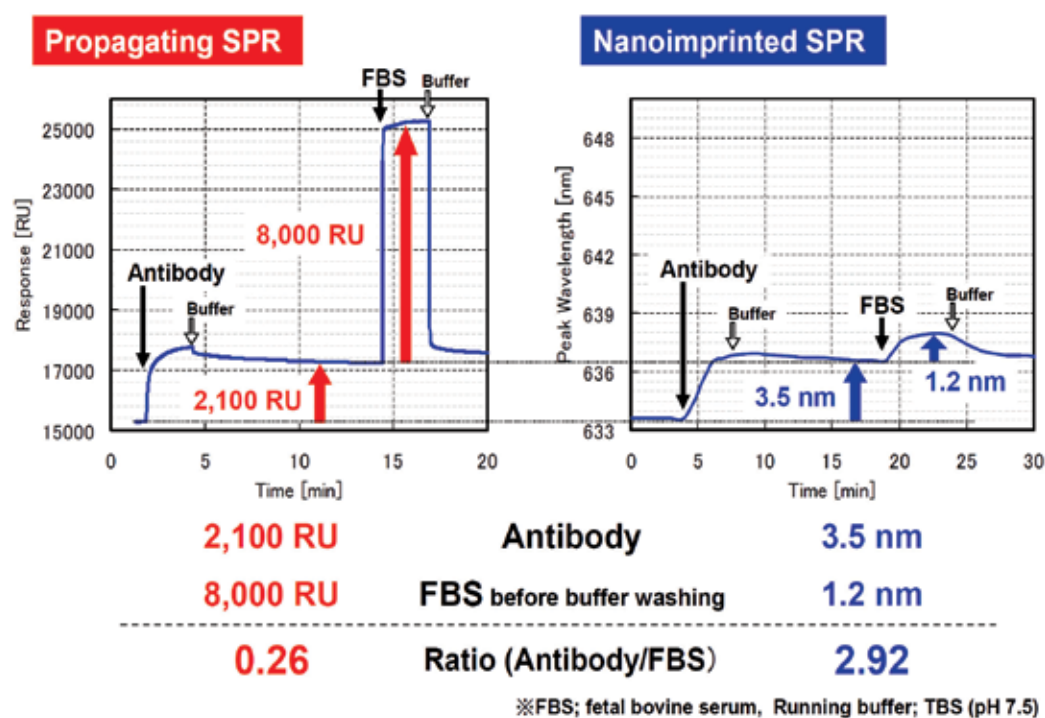 Propagating SPR
Nanoimprinted SPR
FBS
Buffer
25000
23000
21000
19000
17000
15000
Response [RU]
8,000 RU
Antibody
Buffer
2,100 RU
0 5 10 15 20
Time [min]
648
645
642
639
636
633
Peak Wavelength [nm]
Antibody
Buffer
FBS
Buffer
3.5 nm
1.2 nm
0 5 10 15 20 25 30
Time [min]
2,100 RU Antibody 3.5 nm
8,000 RU FBS before buffer washing 1.2 nm
0.26 Ratio (Antibody/FBS) 2.92
※FBS; fetal bovine serum, Running buffer; TBS (pH 7.5)